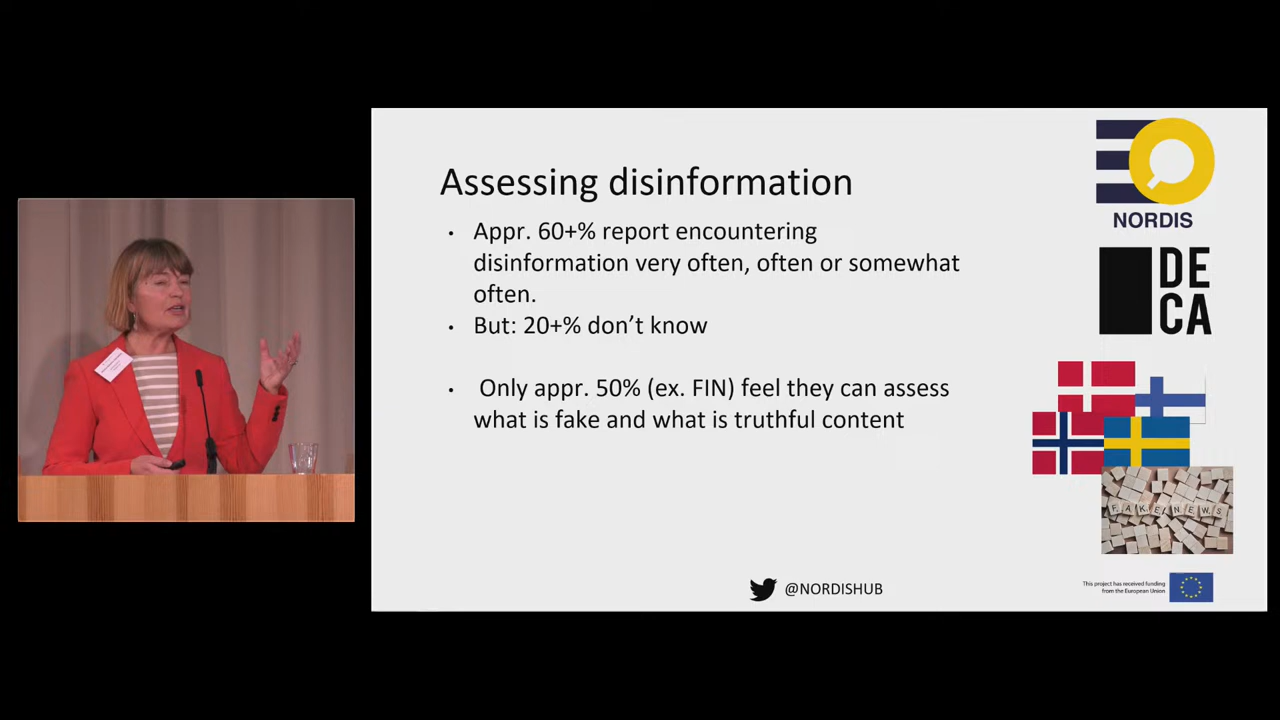 Assessing disinformation
• Appr. 60+% report encountering
disinformation very often, often or somewhat
often.
• But: 20+% don’t know
• Only appr. 50% (ex. FIN) feel they can assess
what is fake and what is truthful content
NORDIS
DE
CA
FAKE NEWS
@NORDISHUB
This project has received funding
from the European Union